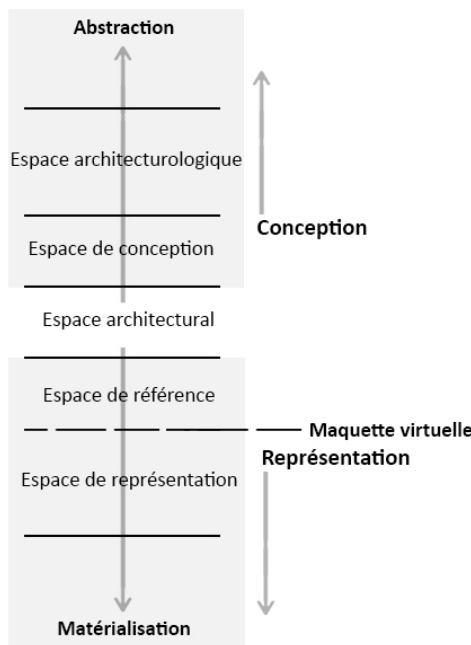 Abstraction
Espace architecturologique
Conception
Espace de conception
Espace architectural
Espace de référence
Maquette virtuelle
Représentation
Espace de représentation
Matérialisation